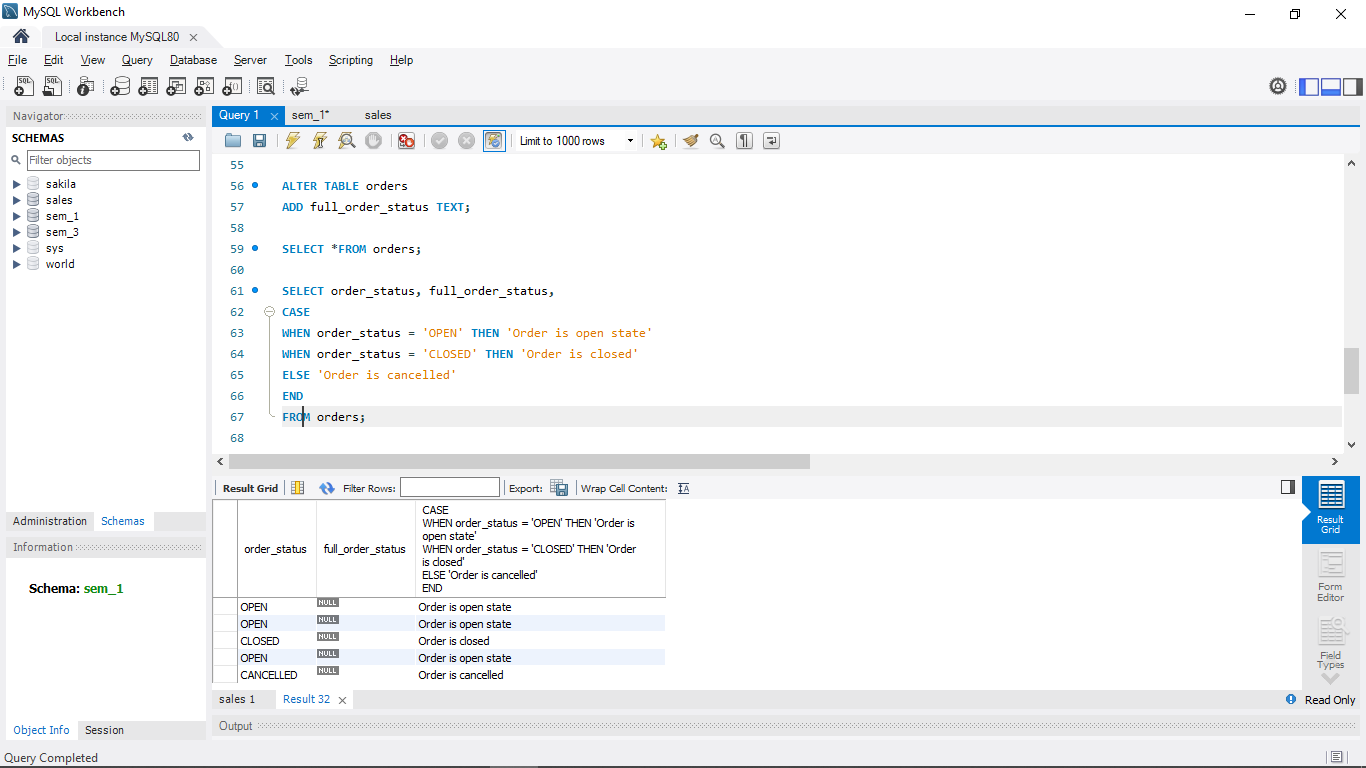 MySQL Workbench
Local instance MySQL80
File Edit View Query Database Server Tools Scripting Help
Navigator
SCHEMAS
Filter objects
sakila
sales
sem_1
sem_3
sys
world
Administration Schemas
Information
Schema: sem_1
Object Info Session
Query 1 sem_1* sales
Limit to 1000 rows
55
56 ALTER TABLE orders
57 ADD full_order_status TEXT;
58
59 SELECT *FROM orders;
60
61 SELECT order_status, full_order_status,
62 CASE
63 WHEN order_status = 'OPEN' THEN 'Order is open state'
64 WHEN order_status = 'CLOSED' THEN 'Order is closed'
65 ELSE 'Order is cancelled'
66 END
67 FROM orders;
68
Result Grid Filter Rows: Export: Wrap Cell Content:
order_status full_order_status
CASE
WHEN order_status = 'OPEN' THEN 'Order is
open state'
WHEN order_status = 'CLOSED' THEN 'Order
is closed'
ELSE 'Order is cancelled'
END
OPEN NULL Order is open state
OPEN NULL Order is open state
CLOSED NULL Order is closed
OPEN NULL Order is open state
CANCELLED NULL Order is cancelled
Result
Grid
Form
Editor
Field
Types
sales 1 Result 32 Read Only
Output
Query Completed